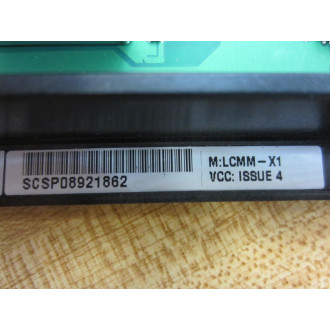 SCSP08921862
M:LCMM-X1
VCC: ISSUE 4